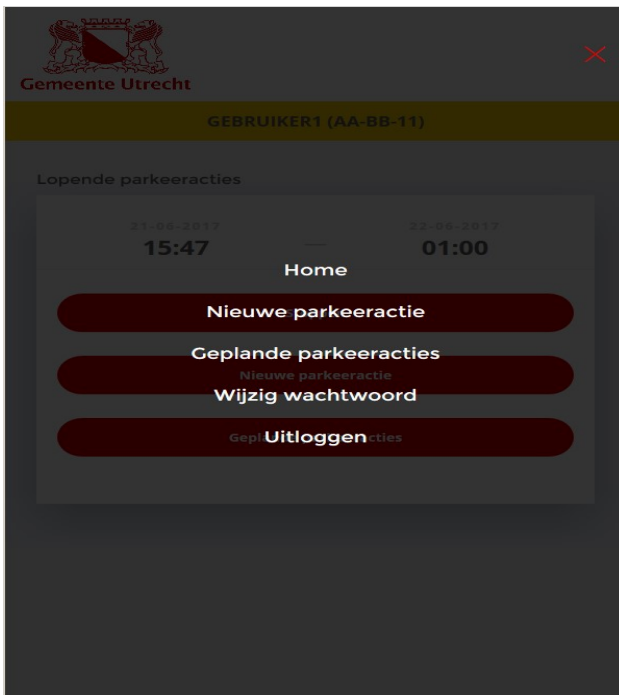 Gemeente Utrecht
GEBRUIKER1 (AA-BB-11)
Lopende parkeeracties
21-06-2017
22-06-2017
15:47
01:00
Home
Nieuwe parkeeractie
Geplande parkeeracties
Nieuwe parkeeractie
Wijzig wachtwoord
Uitloggen